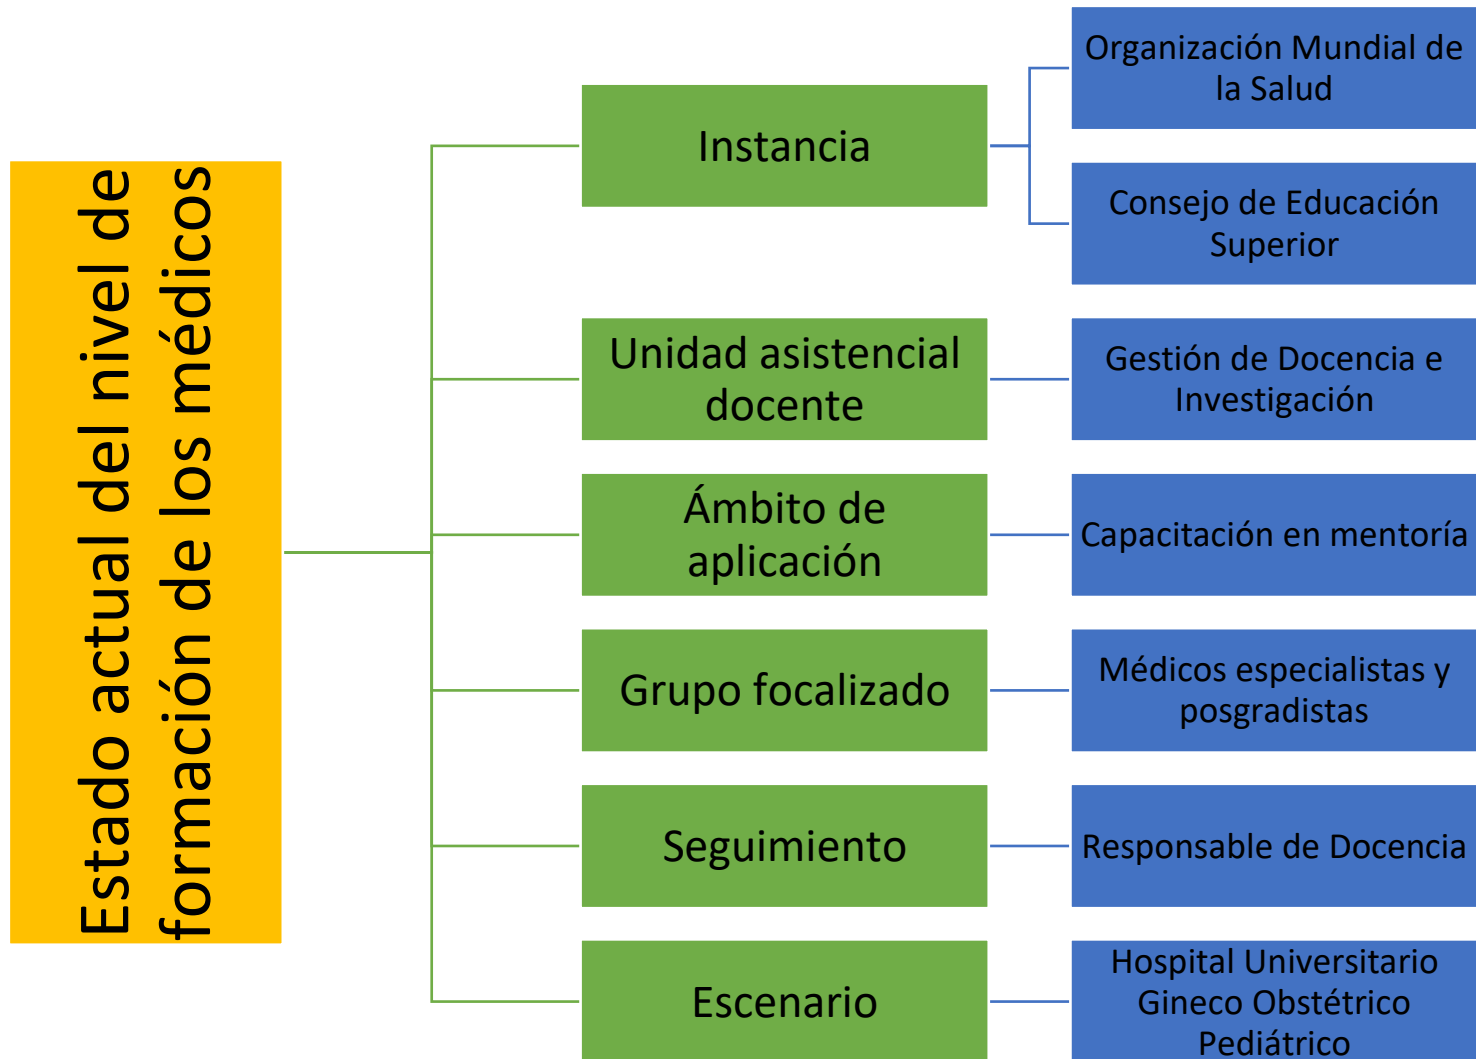 Estado actual del nivel de
formación de los médicos
Instancia
Organización Mundial de
la Salud
Consejo de Educación
Superior
Unidad asistencial
docente
Gestión de Docencia e
Investigación
Ámbito de
aplicación
Capacitación en mentoría
Grupo focalizado
Médicos especialistas y
posgradistas
Seguimiento
Responsable de Docencia
Escenario
Hospital Universitario
Gineco Obstétrico
Pediátrico